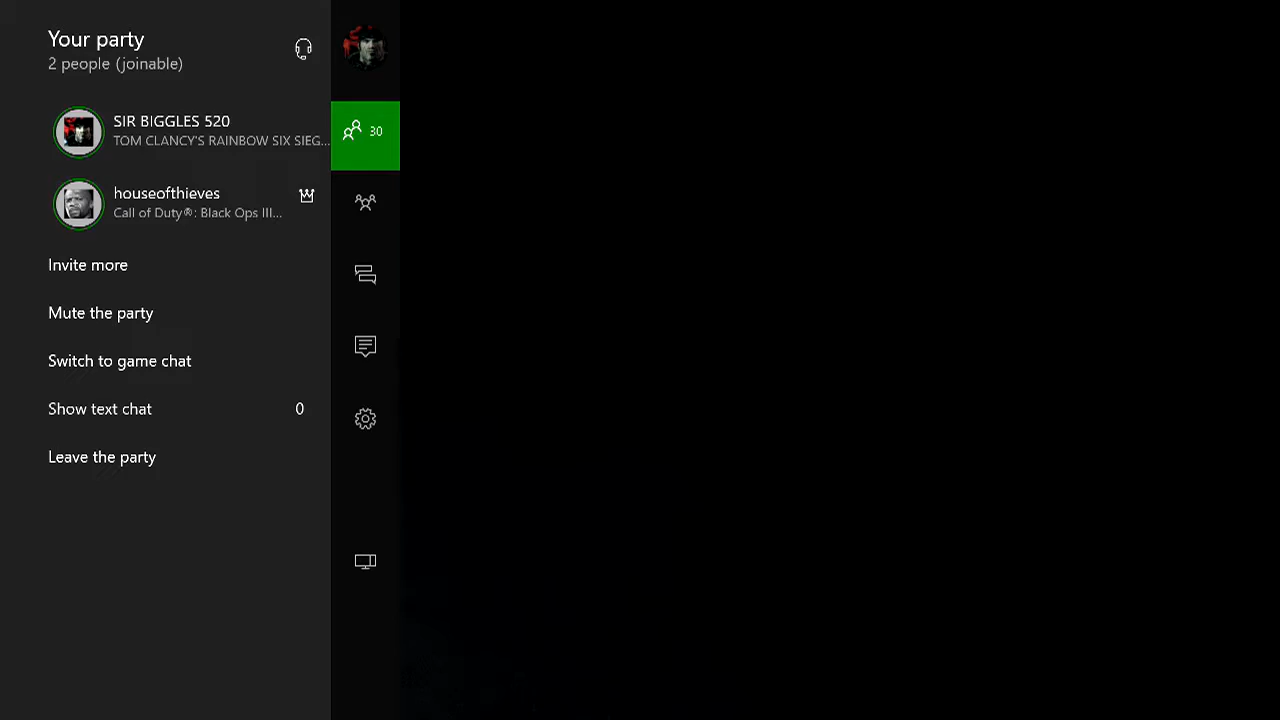 Your party
2 people (joinable)
SIR BIGGLES 520
TOM CLANCY'S RAINBOW SIX SIEG...
30
houseofthieves
Call of Duty®: Black Ops III...
Invite more
Mute the party
Switch to game chat
Show text chat 0
Leave the party